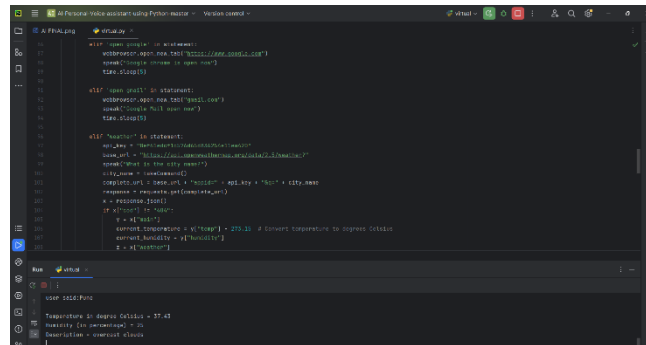 AI Personal Voice assistant using Python-master
Version control
virtual
AI FINAL.png
virtual.py
elif 'open google' in statement:
webbrowser.open_new_tab("https://www.google.com")
speak("Google chrome is open now")
time.sleep(5)
elif 'open gmail' in statement:
webbrowser.open_new_tab("gmail.com")
speak("Google Mail open now")
time.sleep(5)
elif "weather" in statement:
api_key =
base_url = "https://api.openweathermap.org/data/2.5/weather?"
speak("What is the city name?")
city_name = takeCommand()
complete_url = base_url + "appid=" + api_key + "&q=" + city_name
response = requests.get(complete_url)
x = response.json()
if x["cod"] != "404":
y = x["main"]
current_temperature = y["temp"] - 273.15 # Convert temperature to degrees Celsius
current_humidity = y["humidity"]
z = x["weather"]
Run
virtual
user said:Pune
Temperature in degree Celsius = 37.43
Humidity (in percentage) =
Description = overcast clouds